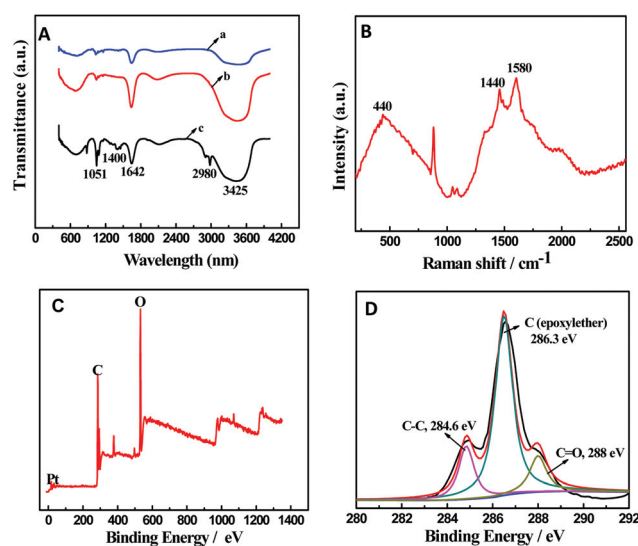 A
a
b
c
1051
1400
1642
2980
3425
Transmittance (a.u.)
0 600 1200 1800 2400 3000 3600 4200
Wavelength (nm)
B
440
1440
1580
Intensity (a.u.)
500 1000 1500 2000 2500
Raman shift / cm-1
C
O
C
Pt
0 200 400 600 800 1000 1200 1400
Binding Energy / eV
D
C (epoxylether)
286.3 eV
C-C, 284.6 eV
C=O, 288 eV
280 282 284 286 288 290 292
Binding Energy / eV